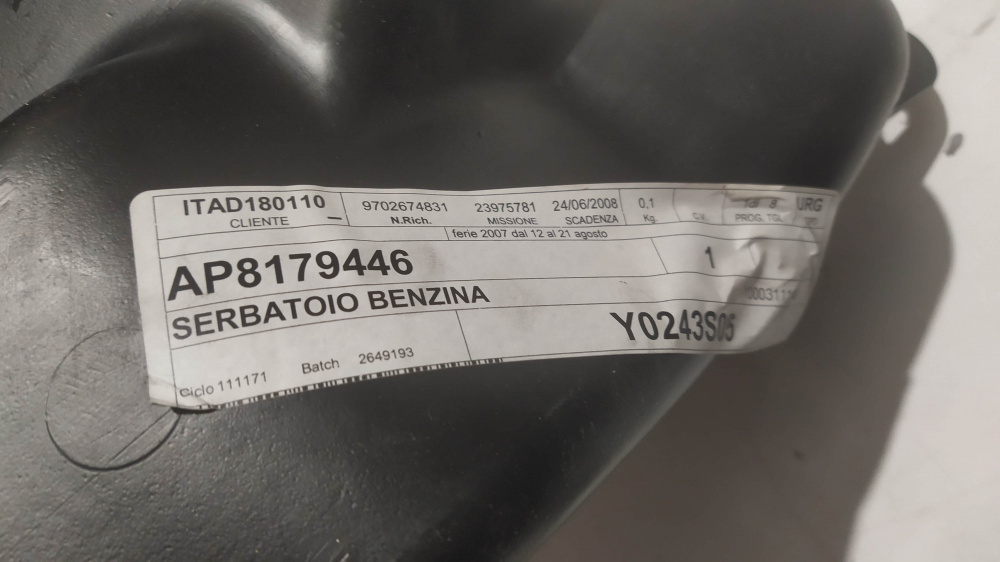 ITAD180110 9702674831 23975781 24/06/2008 0,1 URG
CLIENTE N.Rich. MISSIONE SCADENZA Kg.
ferie 2007 dal 12 al 21 agosto
AP8179446 1
SERBATOIO BENZINA
Y0243S05
Ciclo 111171 Batch 2649193